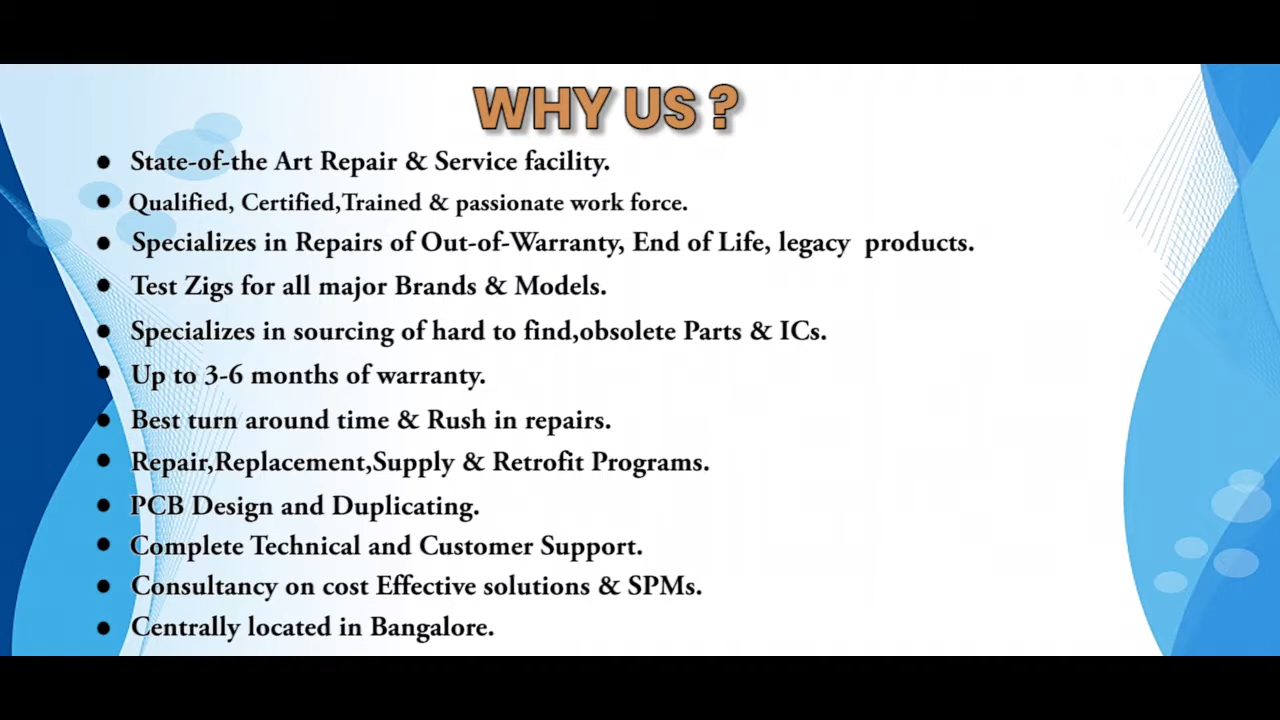 WHY US ?
● State-of-the Art Repair & Service facility.
● Qualified, Certified,Trained & passionate work force.
● Specializes in Repairs of Out-of-Warranty, End of Life, legacy products.
● Test Zigs for all major Brands & Models.
● Specializes in sourcing of hard to find,obsolete Parts & ICs.
● Up to 3-6 months of warranty.
● Best turn around time & Rush in repairs.
● Repair,Replacement,Supply & Retrofit Programs.
● PCB Design and Duplicating.
● Complete Technical and Customer Support.
● Consultancy on cost Effective solutions & SPMs.
● Centrally located in Bangalore.